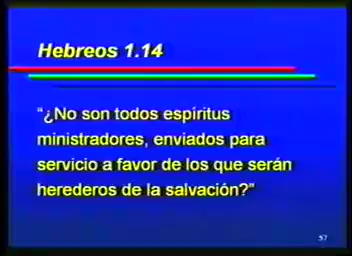 Hebreos 1.14
“¿No son todos espíritus
ministradores, enviados para
servicio a favor de los que serán
herederos de la salvación?”
57